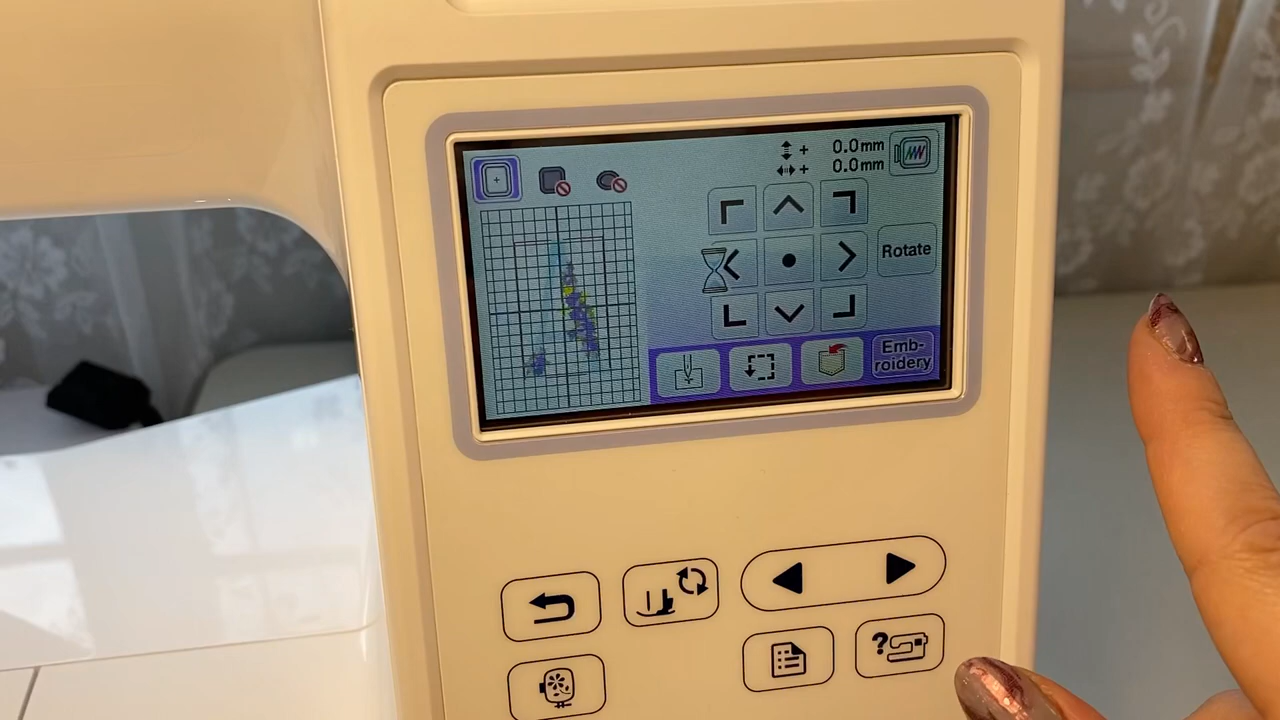 + 0.0mm
+ 0.0mm
Rotate
Emb-
roidery
?